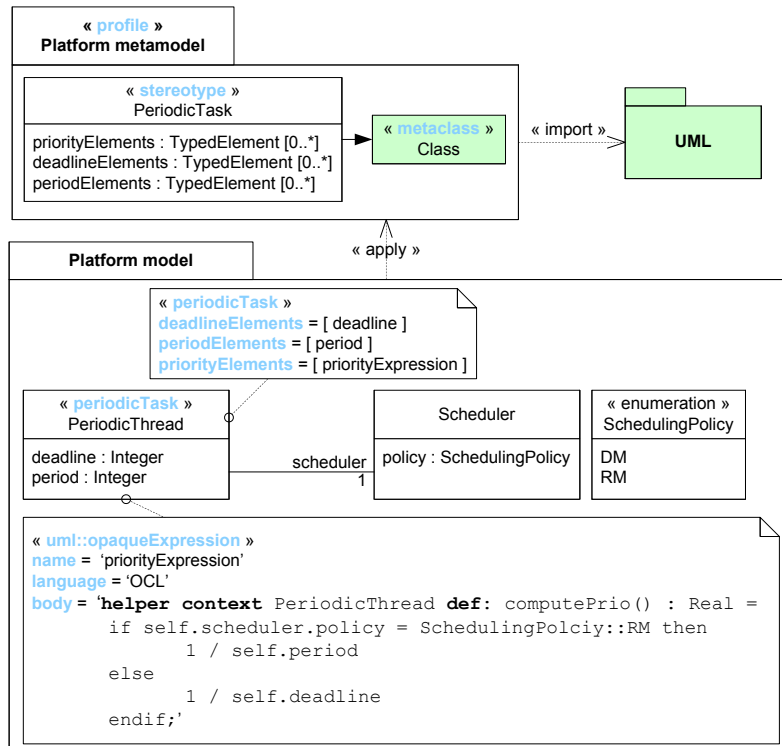 « profile »
Platform metamodel
« stereotype »
PeriodicTask
priorityElements : TypedElement [0..*]
deadlineElements : TypedElement [0..*]
periodElements : TypedElement [0..*]
« metaclass »
Class
« import »
UML
« apply »
Platform model
« periodicTask »
deadlineElements = [ deadline ]
periodElements = [ period ]
priorityElements = [ priorityExpression ]
« periodicTask »
PeriodicThread
deadline : Integer
period : Integer
scheduler
1
Scheduler
policy : SchedulingPolicy
« enumeration »
SchedulingPolicy
DM
RM
« uml::opaqueExpression »
name = ‘priorityExpression’
language = ‘OCL’
body = ‘helper context PeriodicThread def: computePrio() : Real =
if self.scheduler.policy = SchedulingPolciy::RM then
1 / self.period
else
1 / self.deadline
endif;’